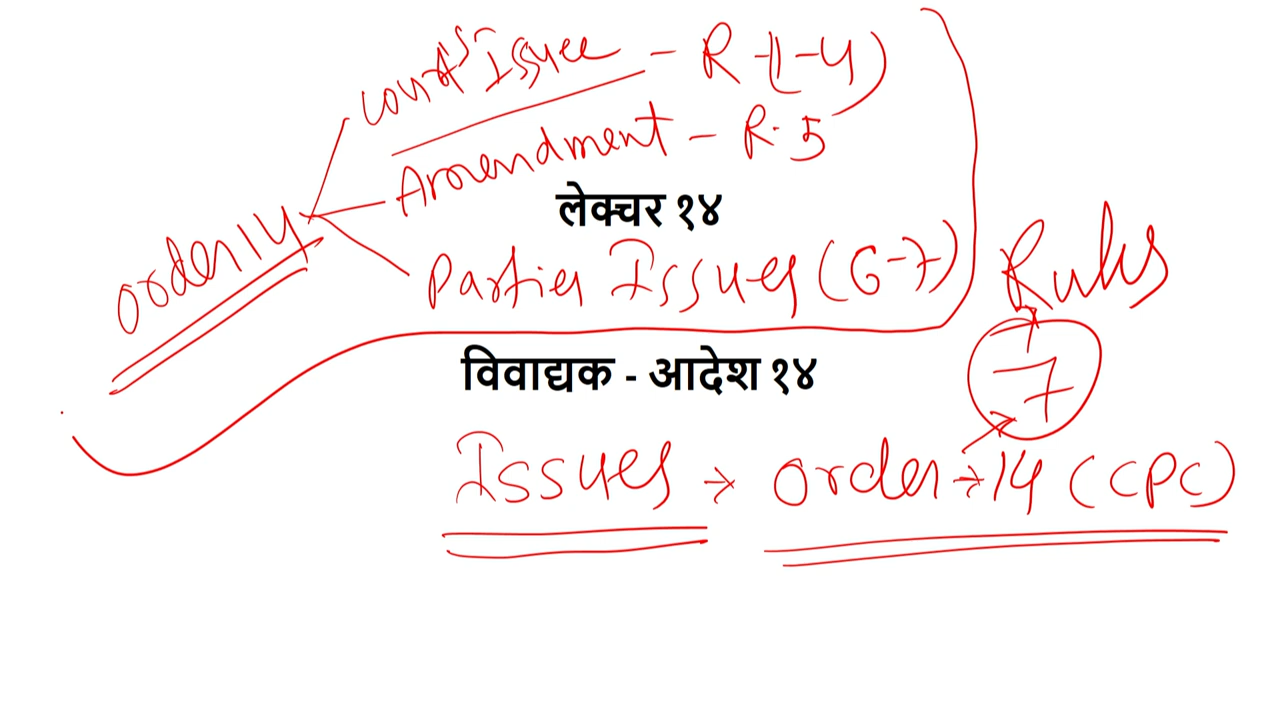 Court's Issue - R-(1-4)
Amendment - R.5
लेक्चर १४
order 14
Parties Issues (6-7)
Rules
विवाद्यक - आदेश १४
7
Issues → order → 14 (CPC)